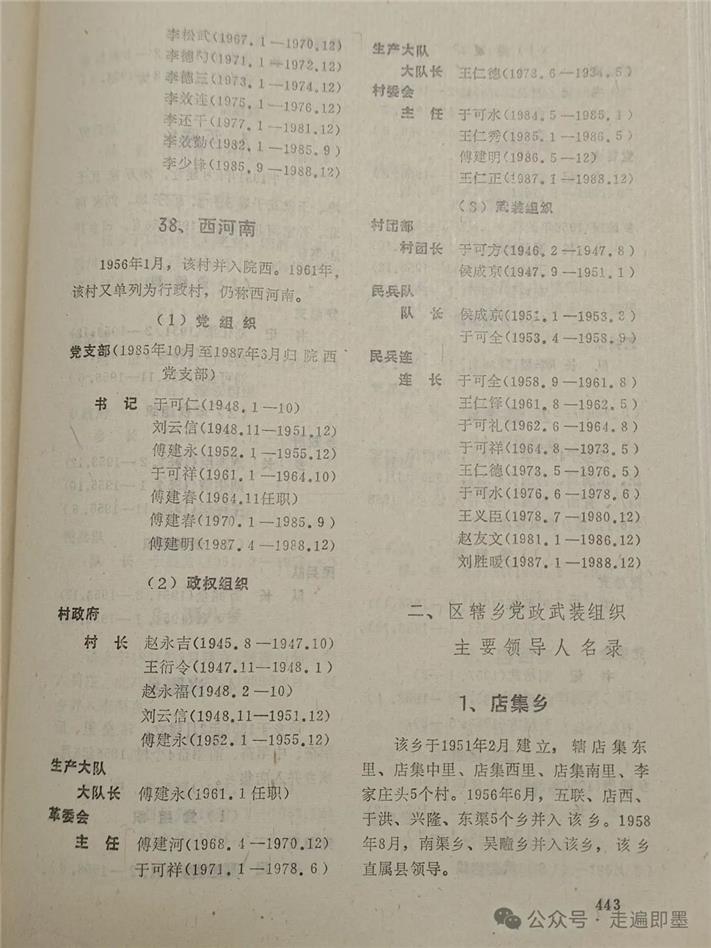 李松武(1967.1—1970.12)
李德(1971.1—1972.12)
李德三(1973.1—1974.12)
李效连(1975.1—1976.12)
李还干(1977.1—1981.12)
李效勤(1982.1—1985.9)
李少锋(1985.9—1988.12)
38、西河南
1956年1月，该村并入院西。1961年，
该村又单列为行政村，仍称西河南。
(1)党组织
党支部(1985年10月至1987年3月归院西
党支部)
书记 于可仁(1948.1—10)
刘云信(1948.11—1951.12)
傅建永(1952.1—1955.12)
于可祥(1961.1—1964.10)
傅建春(1964.11任职)
傅建春(1970.1—1985.9)
傅建明(1987.4—1988.12)
(2)政权组织
村政府
村长 赵永吉(1945.8—1947.10)
王衍令(1947.11—1948.1)
赵永福(1948.2—10)
刘云信(1948.11—1951.12)
傅建永(1952.1—1955.12)
生产大队
大队长 傅建永(1961.1任职)
革委会
主任 傅建河(1968.4—1970.12)
于可祥(1971.1—1978.6)
生产大队
大队长 王仁德(1978.6—1984.5)
村委会
主任 于可水(1984.5—1985.1)
王仁秀(1985.1—1986.5)
傅建明(1986.5—12)
王仁正(1987.1—1988.12)
(3)武装组织
村团部
村团长 于可方(1946.2—1947.8)
侯成京(1947.9—1951.1)
民兵队
队长 侯成京(1951.1—1953.3)
于可全(1953.4—1958.9)
民兵连
连长 于可全(1958.9—1961.8)
王仁铎(1961.8—1962.5)
于可礼(1962.6—1964.8)
于可祥(1964.8—1973.5)
王仁德(1973.5—1976.5)
于可水(1976.6—1978.6)
王义臣(1978.7—1980.12)
赵友文(1981.1—1986.12)
刘胜暖(1987.1—1988.12)
二、区辖乡党政武装组织
主要领导人名录
1、店集乡
该乡于1951年2月建立，辖店集东
里、店集中里、店集西里、店集南里、李
家庄头5个村。1956年6月，五联、店西、
于洪、兴隆、东渠5个乡并入该乡。1958
年8月，南渠乡、吴疃乡并入该乡，该乡
直属县领导。
443
公众号·走遍即墨